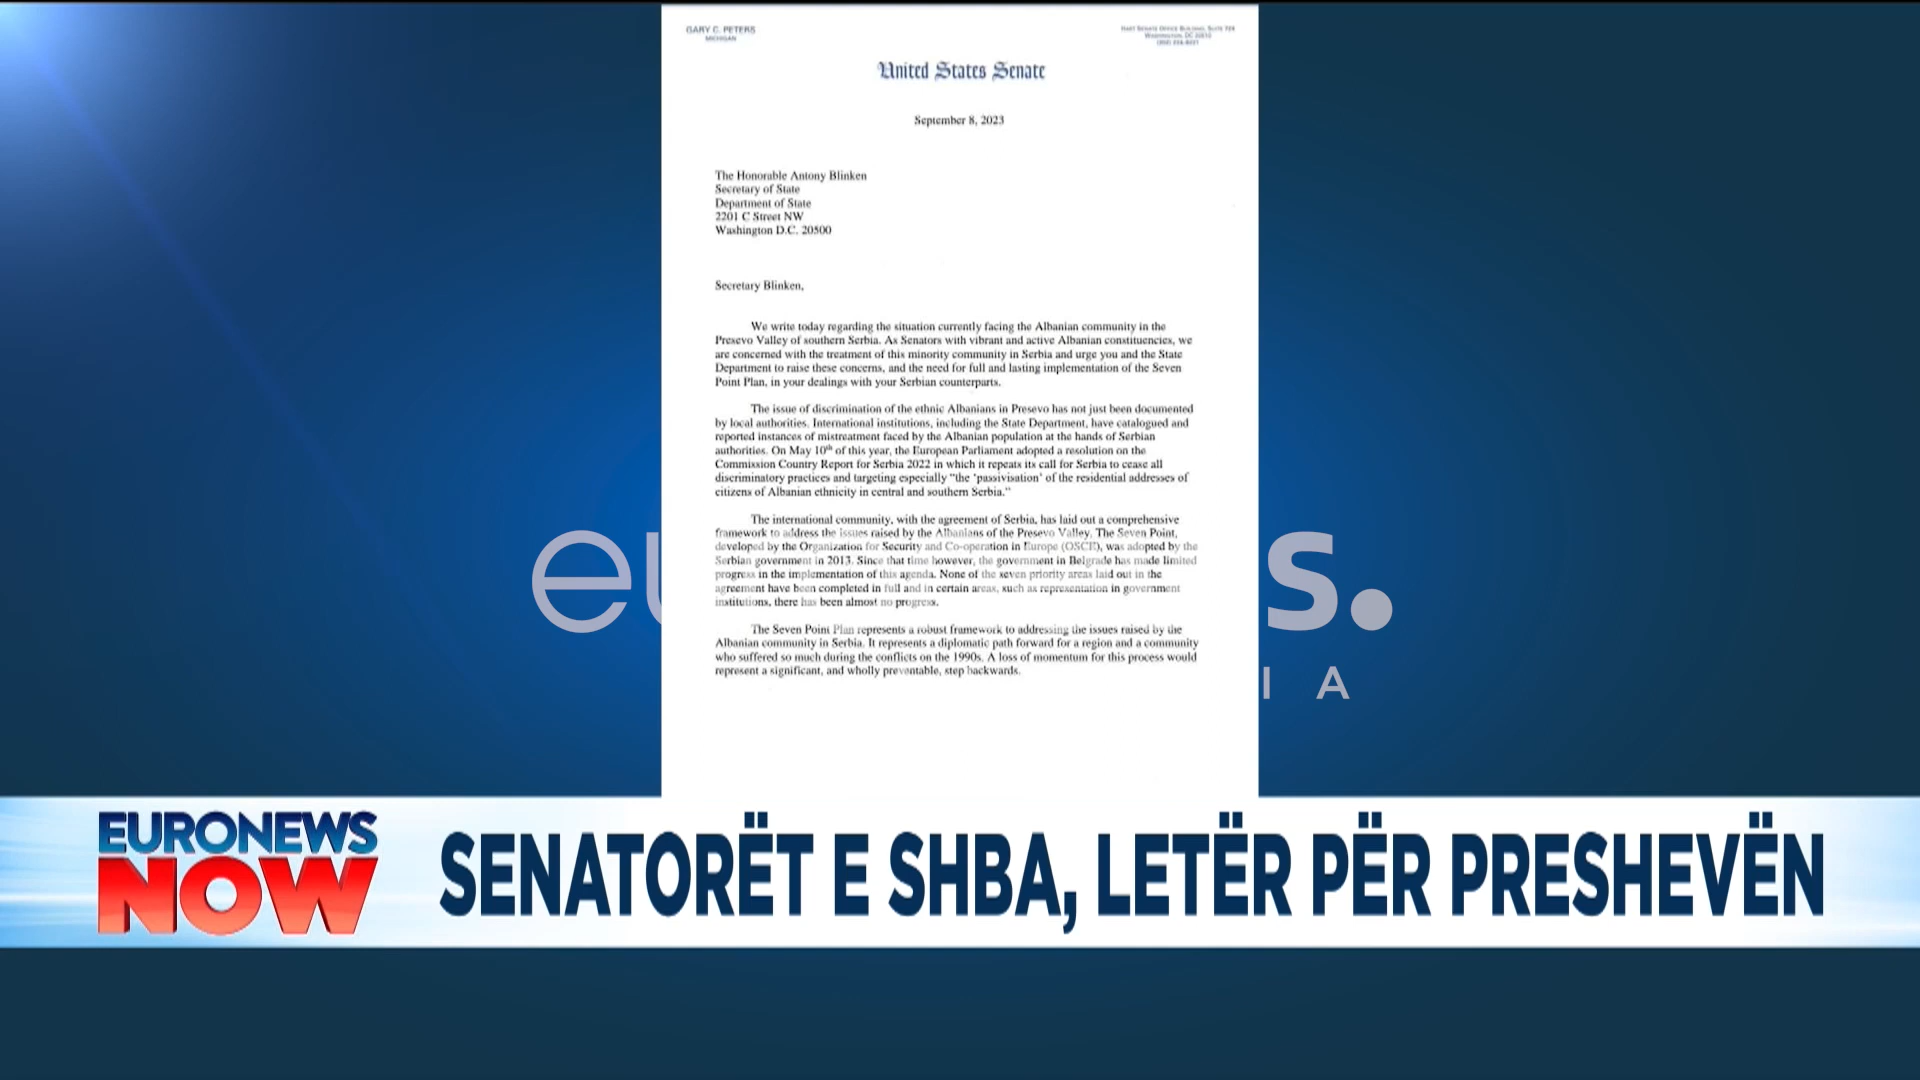 GARY C. PETERS
MICHIGAN
Hart Senate Office Building, Suite 724
Washington, DC 20510
United States Senate
September 8, 2023
The Honorable Antony Blinken
Secretary of State
Department of State
2201 C Street NW
Washington D.C. 20500
Secretary Blinken,
We write today regarding the situation currently facing the Albanian community in the
Presevo Valley of southern Serbia. As Senators with vibrant and active Albanian constituencies, we
are concerned with the treatment of this minority community in Serbia and urge you and the State
Department to raise these concerns, and the need for full and lasting implementation of the Seven
Point Plan, in your dealings with your Serbian counterparts.
The issue of discrimination of the ethnic Albanians in Presevo has not just been documented
by local authorities. International institutions, including the State Department, have catalogued and
reported instances of mistreatment faced by the Albanian population at the hands of Serbian
authorities. On May 10th of this year, the European Parliament adopted a resolution on the
Commission Country Report for Serbia 2022 in which it repeats its call for Serbia to cease all
discriminatory practices and targeting especially "the 'passivisation' of the residential addresses of
citizens of Albanian ethnicity in central and southern Serbia."
The international community, with the agreement of Serbia, has laid out a comprehensive
framework to address the issues raised by the Albanians of the Presevo Valley. The Seven Point,
developed by the Organization for Security and Co-operation in Europe (OSCE), was adopted by the
Serbian government in 2013. Since that time however, the government in Belgrade has made limited
progress in the implementation of this agenda. None of the seven priority areas laid out in the
agreement have been completed in full and in certain areas, such as representation in government
institutions, there has been almost no progress.
The Seven Point Plan represents a robust framework to addressing the issues raised by the
Albanian community in Serbia. It represents a diplomatic path forward for a region and a community
who suffered so much during the conflicts on the 1990s. A loss of momentum for this process would
represent a significant, and wholly preventable, step backwards.
eu s.
I A
EURONEWS
NOW
SENATORËT E SHBA, LETËR PËR PRESHEVËN